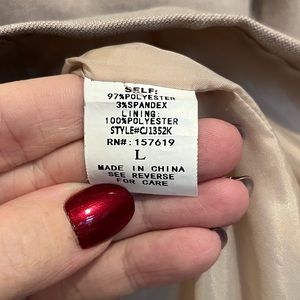 SELF:
97%POLYESTER
3%SPANDEX
LINING:
100%POLYESTER
STYLE#CJ1352K
RN#: 157619
L
MADE IN CHINA
SEE REVERSE
FOR CARE